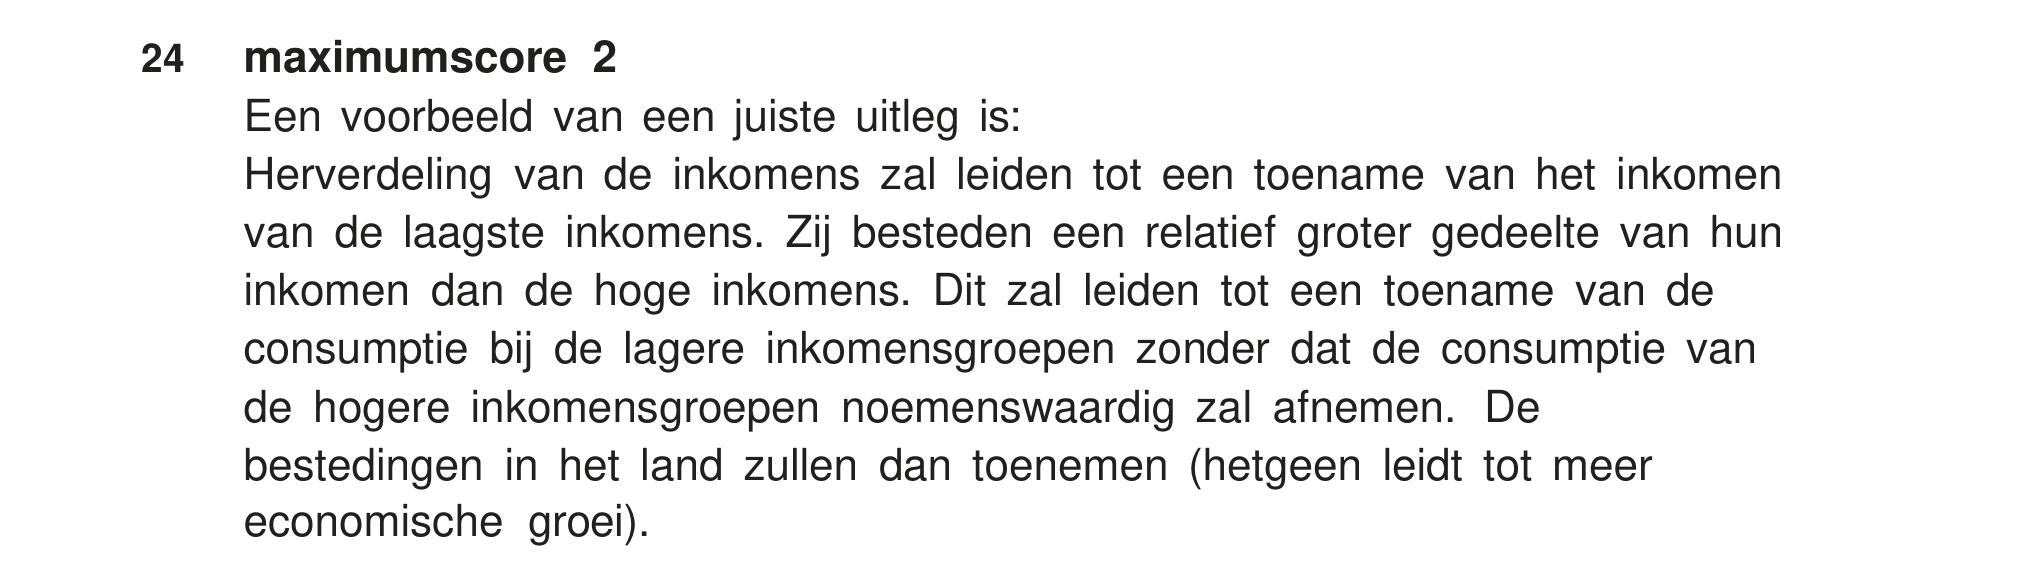 24 maximumscore 2
Een voorbeeld van een juiste uitleg is:
Herverdeling van de inkomens zal leiden tot een toename van het inkomen
van de laagste inkomens. Zij besteden een relatief groter gedeelte van hun
inkomen dan de hoge inkomens. Dit zal leiden tot een toename van de
consumptie bij de lagere inkomensgroepen zonder dat de consumptie van
de hogere inkomensgroepen noemenswaardig zal afnemen. De
bestedingen in het land zullen dan toenemen (hetgeen leidt tot meer
economische groei).